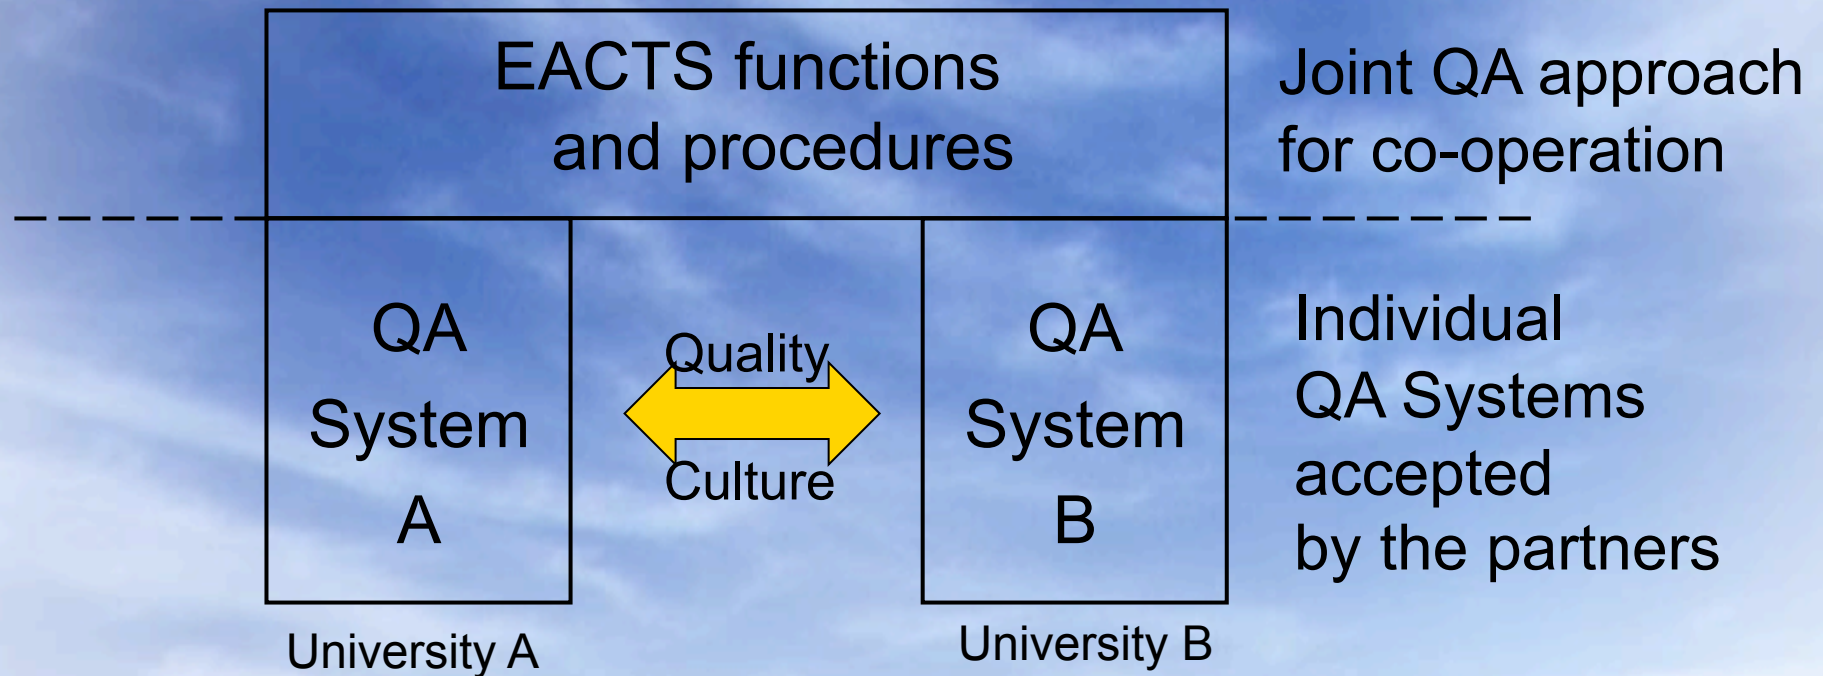 EACTS functions
and procedures
Joint QA approach
for co-operation
QA
System
A
Quality
Culture
QA
System
B
Individual
QA Systems
accepted
by the partners
University A
University B